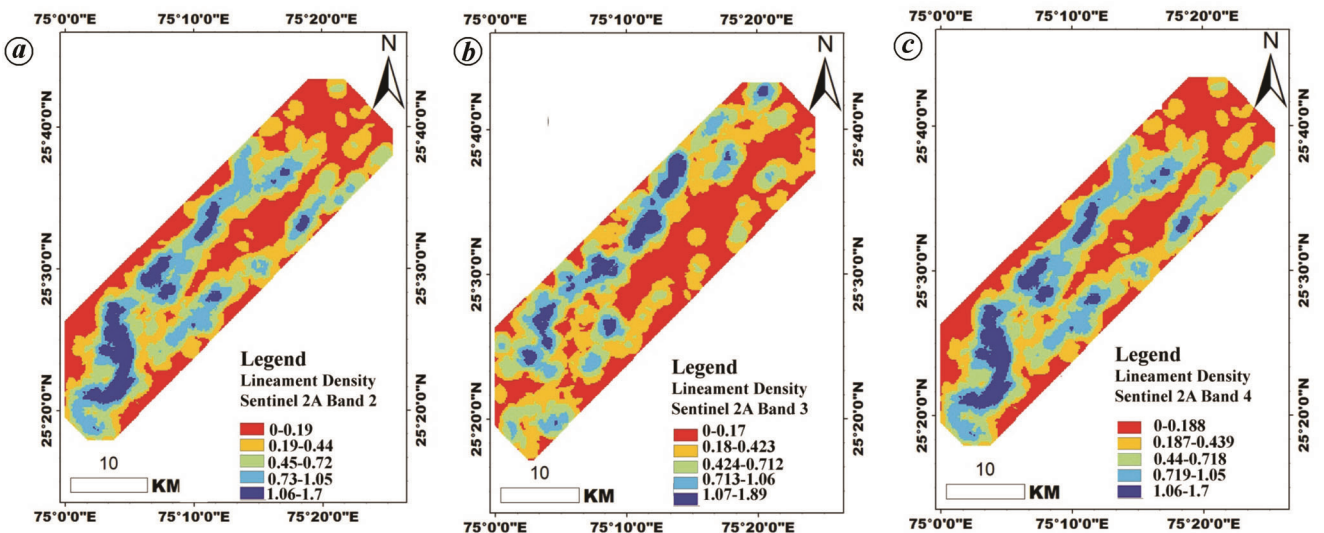 a
75°0'0"E 75°10'0"E 75°20'0"E
N
25°40'0"N
25°30'0"N
25°20'0"N
25°40'0"N
25°30'0"N
25°20'0"N
Legend
Lineament Density
Sentinel 2A Band 2
0-0.19
0.19-0.44
0.45-0.72
0.73-1.05
1.06-1.7
10
KM
75°0'0"E 75°10'0"E 75°20'0"E
b
75°0'0"E 75°10'0"E 75°20'0"E
N
25°40'0"N
25°30'0"N
25°20'0"N
25°40'0"N
25°30'0"N
25°20'0"N
Legend
Lineament Density
Sentinel 2A Band 3
0-0.17
0.18-0.423
0.424-0.712
0.713-1.06
1.07-1.89
10
KM
75°0'0"E 75°10'0"E 75°20'0"E
c
75°0'0"E 75°10'0"E 75°20'0"E
N
25°40'0"N
25°30'0"N
25°20'0"N
25°40'0"N
25°30'0"N
25°20'0"N
Legend
Lineament Density
Sentinel 2A Band 4
0-0.188
0.187-0.439
0.44-0.718
0.719-1.05
1.06-1.7
10
KM
75°0'0"E 75°10'0"E 75°20'0"E